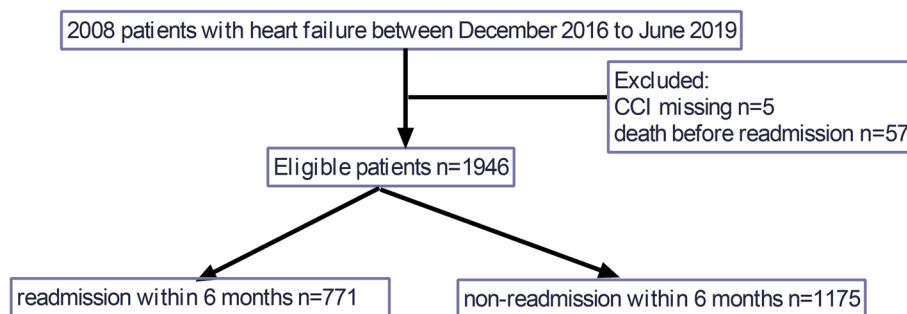 2008 patients with heart failure between December 2016 to June 2019
Excluded:
CCI missing n=5
death before readmission n=57
Eligible patients n=1946
readmission within 6 months n=771
non-readmission within 6 months n=1175